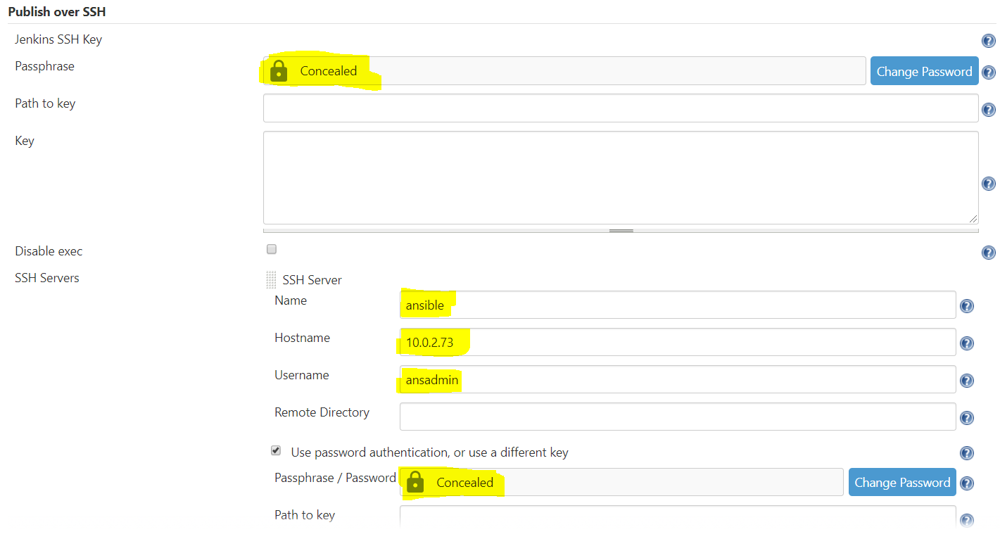 Publish over SSH
Jenkins SSH Key
Passphrase
Concealed
Change Password
Path to key
Key
Disable exec
SSH Servers
SSH Server
Name
ansible
Hostname
10.0.2.73
Username
ansadmin
Remote Directory
Use password authentication, or use a different key
Passphrase / Password
Concealed
Change Password
Path to key